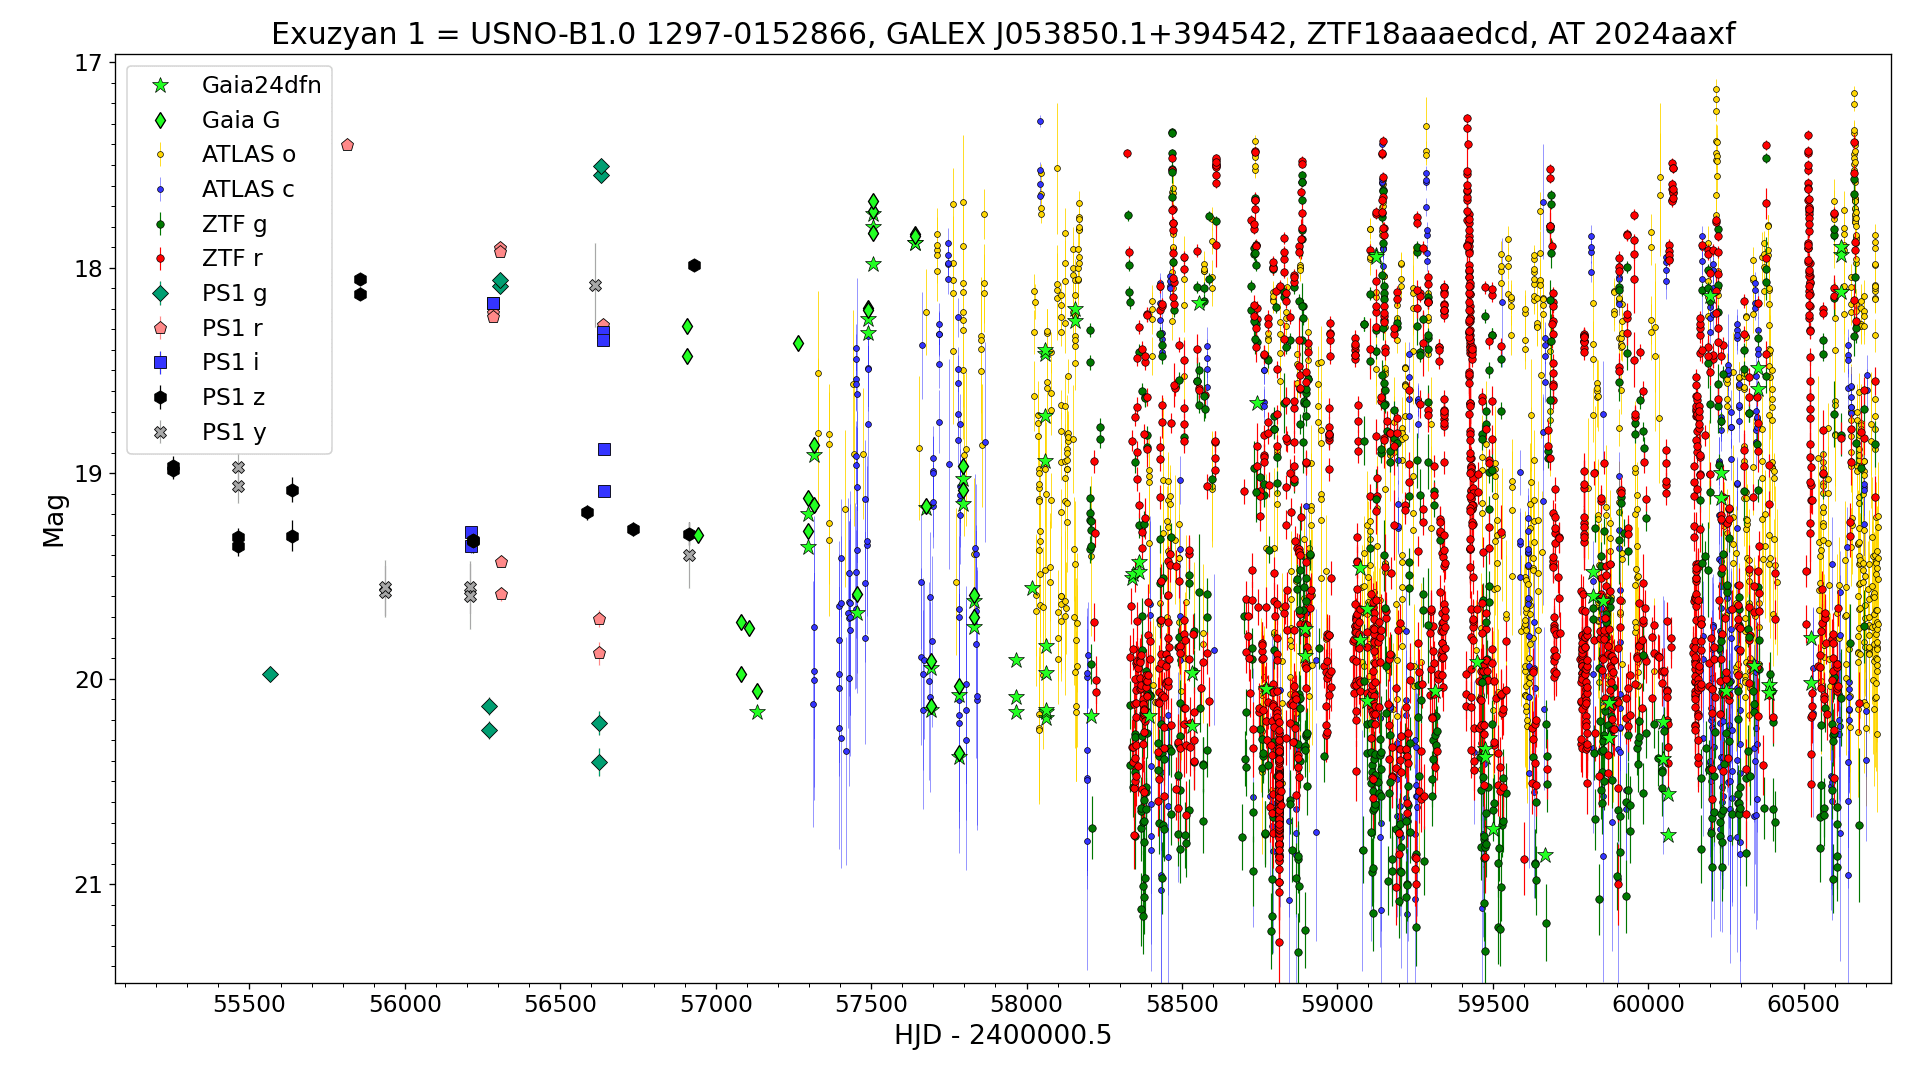 Exuzyan 1 = USNO-B1.0 1297-0152866, GALEX J053850.1+394542, ZTF18aaaedcd, AT 2024aaxf
17
18
19
20
21
Mag
Gaia24dfn
Gaia G
ATLAS o
ATLAS c
ZTF g
ZTF r
PS1 g
PS1 r
PS1 i
PS1 z
PS1 y
55500
56000
56500
57000
57500
58000
58500
59000
59500
60000
60500
HJD - 2400000.5